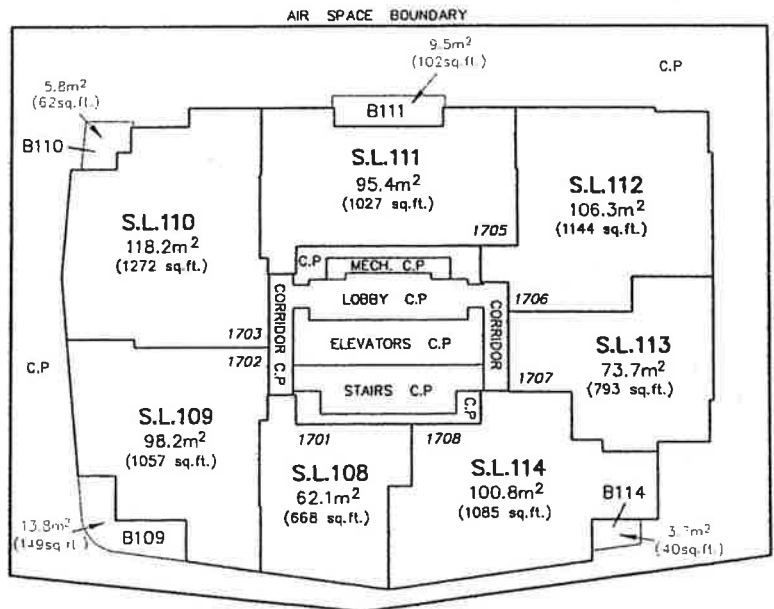 AIR SPACE BOUNDARY
9.5m²
(102sq.ft.)
C.P
5.8m²
(62sq.ft.)
B111
B110
S.L.111
95.4m²
(1027 sq.ft.)
1705
S.L.112
106.3m²
(1144 sq.ft.)
S.L.110
118.2m²
(1272 sq.ft.)
C.P
MECH. C.P
LOBBY C.P
CORRIDOR C.P
CORRIDOR
1706
1703
1702
ELEVATORS C.P
S.L.113
73.7m²
(793 sq.ft.)
C.P
1707
STAIRS C.P
C.P
S.L.109
98.2m²
(1057 sq.ft.)
1701
1708
S.L.108
62.1m²
(668 sq.ft.)
S.L.114
100.8m²
(1085 sq.ft.)
B114
13.8m²
(149sq.ft.)
B109
(40sq.ft.)